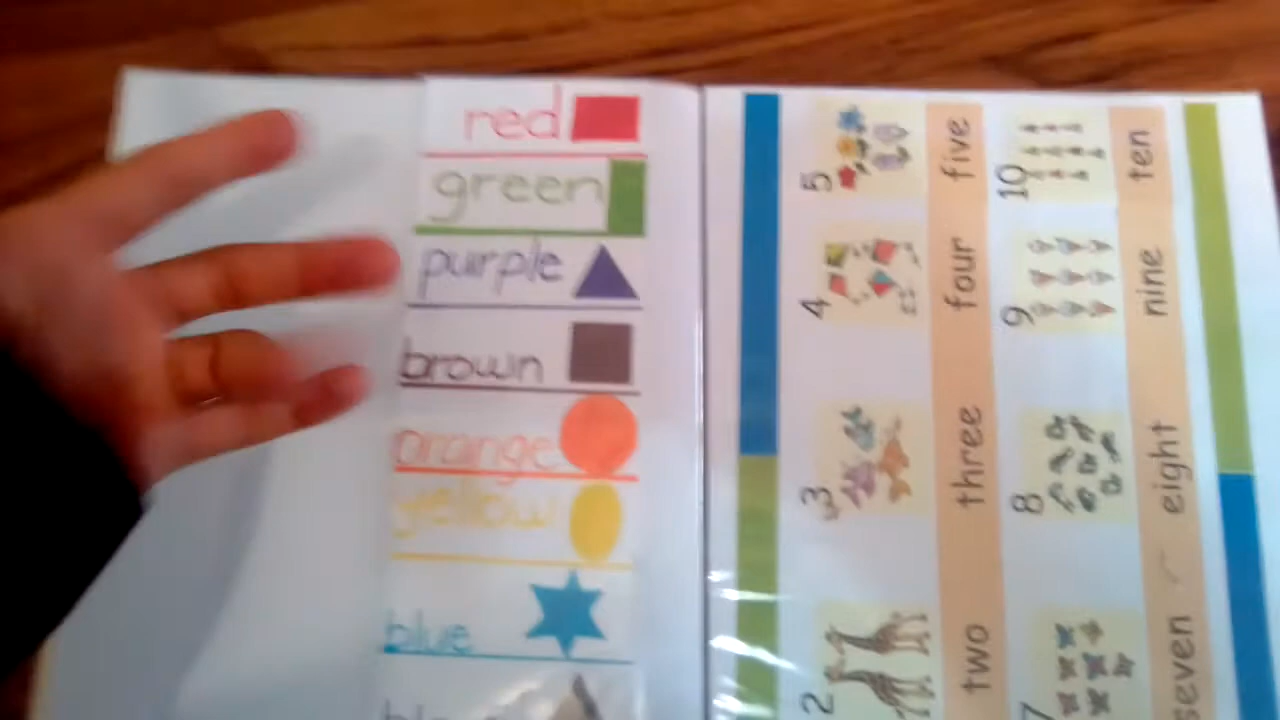 red
green
purple
brown
orange
yellow
blue
5 five
4 four
3 three
2 two
10 ten
9 nine
8 eight
7 seven